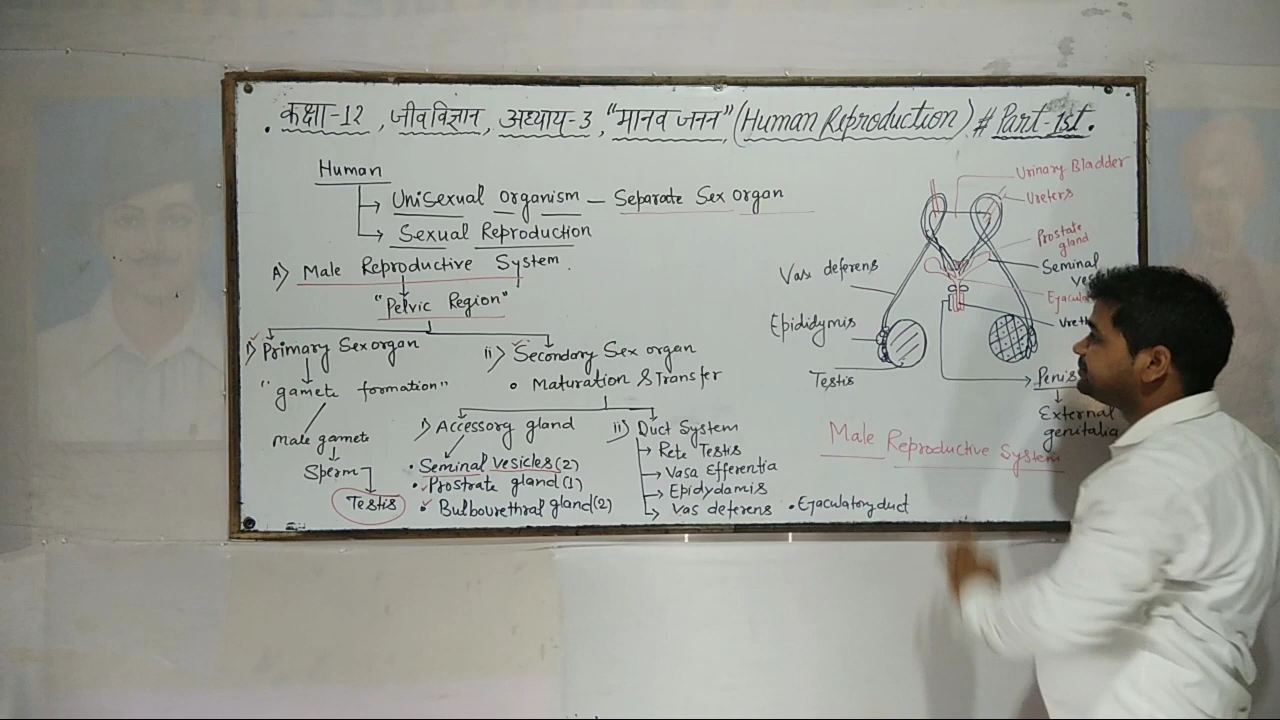 . कक्षा-12, जीव विज्ञान, अध्याय-3, "मानव जनन" (Human Reproduction) # Part-1st.
Human
Unisexual organism - Separate Sex organ
Sexual Reproduction
A) Male Reproductive System.
"Pelvic Region"
i) Primary Sex organ
"gamete formation"
Male gamete
Sperm
Testis
ii) Secondary Sex organ
• Maturation & Transfer
i) Accessory gland
• Seminal vesicles (2)
• Prostrate gland (1)
• Bulbourethral gland (2)
ii) Duct System
Rete Testis
Vasa Efferentia
Epidydamis
Vas deferens • Ejaculatory duct
Urinary Bladder
Ureters
Prostate
gland
Seminal
Vas deferens
Epididymis
Testis
Penis
External
genitalia
Male Reproductive System